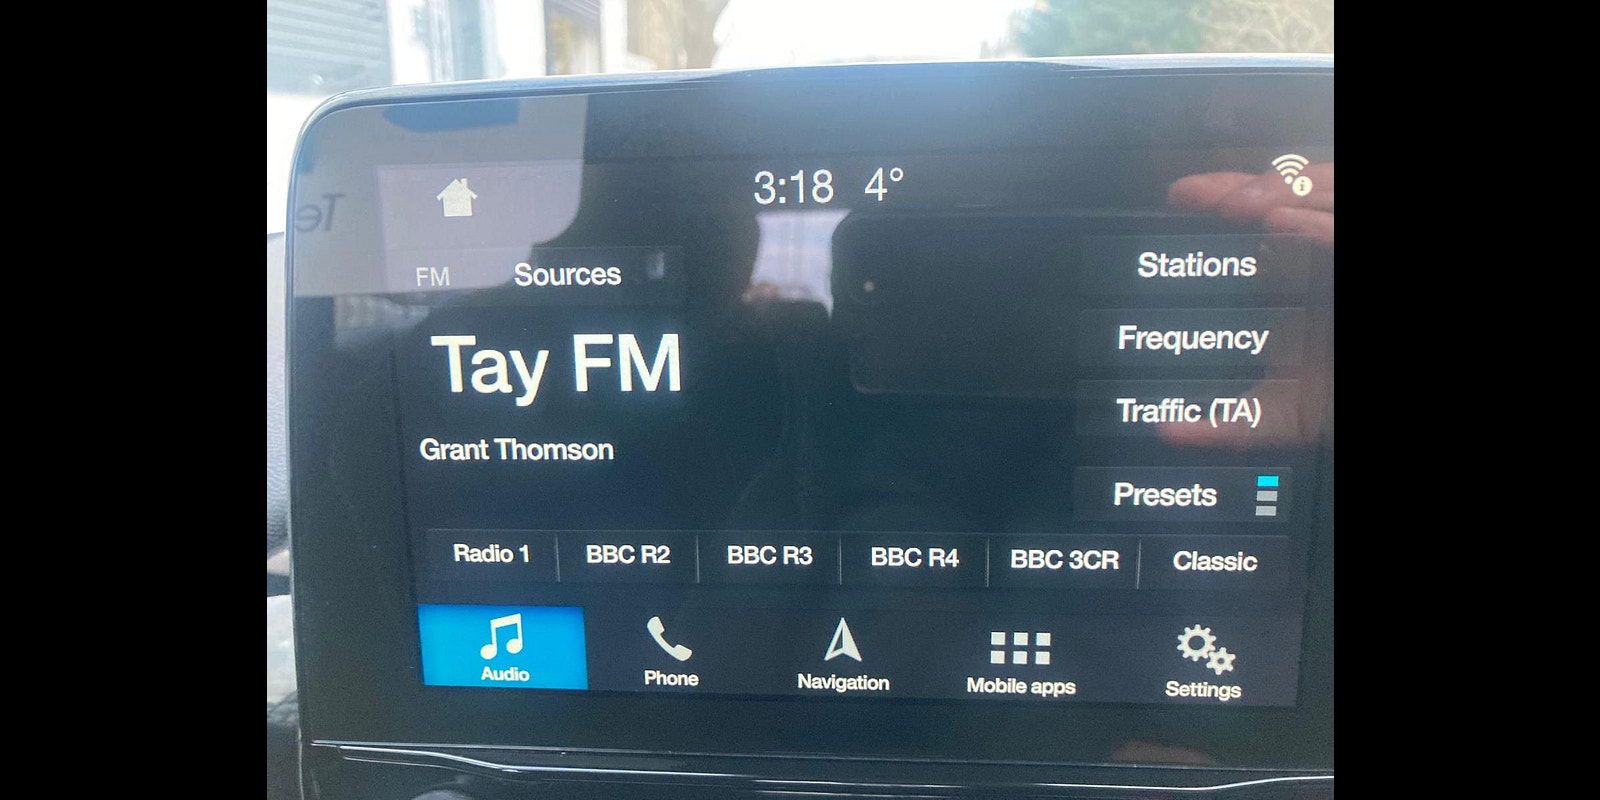 3:18 4°
FM Sources
Stations
Tay FM
Frequency
Traffic (TA)
Grant Thomson
Presets
Radio 1 BBC R2 BBC R3 BBC R4 BBC 3CR Classic
Audio Phone Navigation Mobile apps Settings